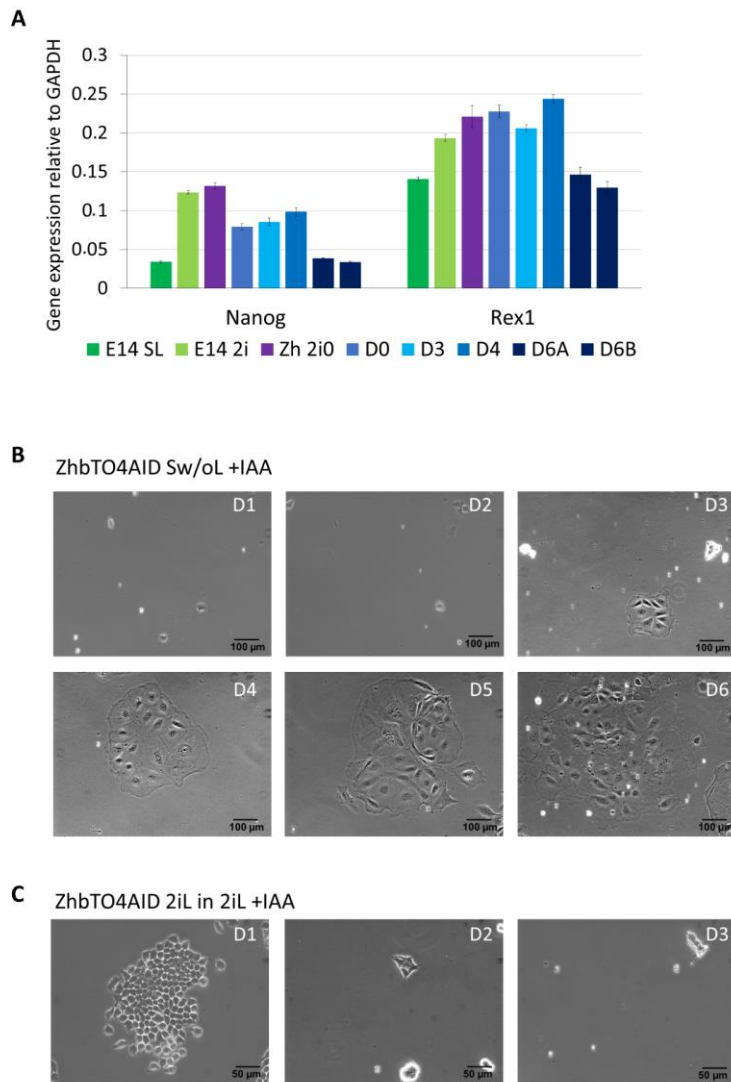 A
Gene expression relative to GAPDH
0.3
0.25
0.2
0.15
0.1
0.05
0
Nanog Rex1
E14 SL E14 2i Zh 2i0 D0 D3 D4 D6A D6B
B
ZhbTO4AID Sw/oL +IAA
D1 D2 D3
100 µm 100 µm 100 µm
D4 D5 D6
100 µm 100 µm 100 µm
C
ZhbTO4AID 2iL in 2iL +IAA
D1 D2 D3
50 µm 50 µm 50 µm